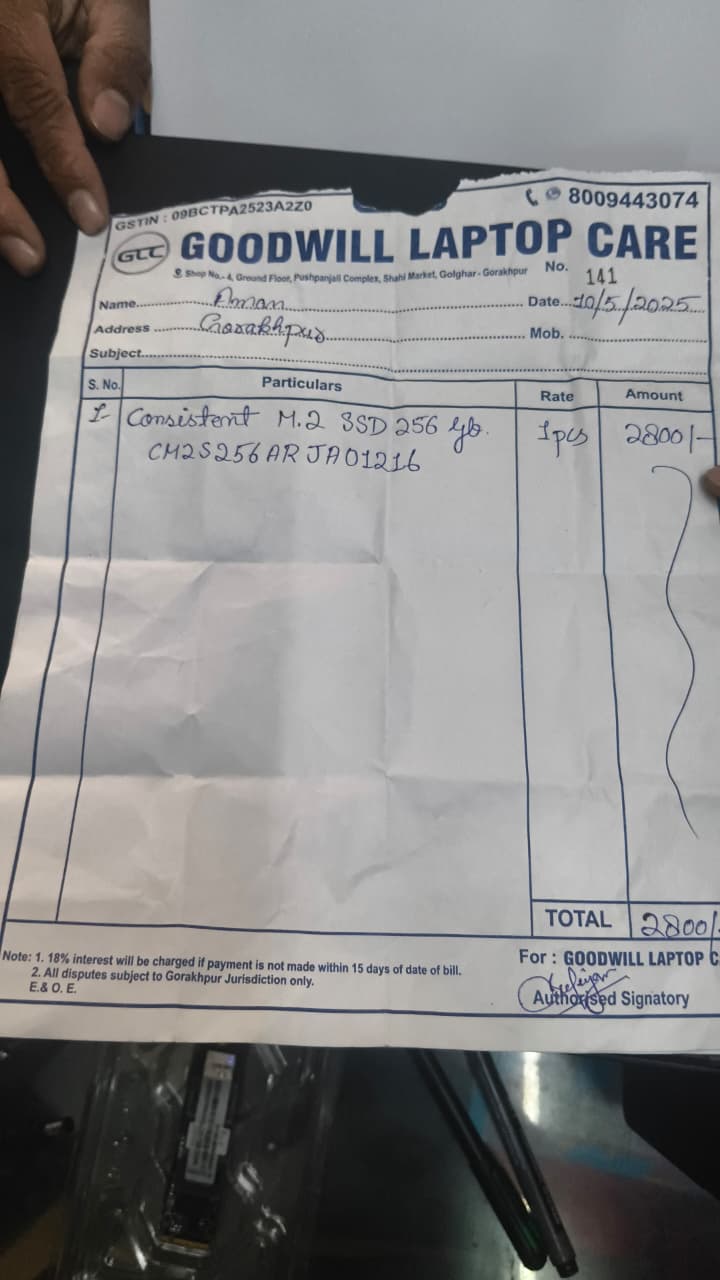 GSTIN : 09BCTPA2523A2Z0
8009443074
GLC
GOODWILL LAPTOP CARE
Shop No.- 4, Ground Floor, Pushpanjali Complex, Shahi Market, Golghar - Gorakhpur
No. 141
Name.......... Aman
Date...10/5/2025
Address .......... Gorakhpur
Mob. ..........
Subject..........
S. No. Particulars Rate Amount
1- Consistent M.2 SSD 256 gb. 1pcs 2800/-
CM2S256ARJA01216
TOTAL 2800/-
Note: 1. 18% interest will be charged if payment is not made within 15 days of date of bill.
2. All disputes subject to Gorakhpur Jurisdiction only.
E.& O. E.
For : GOODWILL LAPTOP C
Authorised Signatory